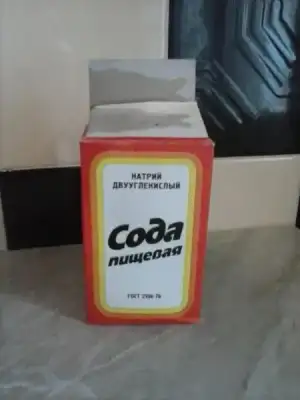 НАТРИЙ
ДВУУГЛЕКИСЛЫЙ
Сода
пищевая
ГОСТ 2156-76